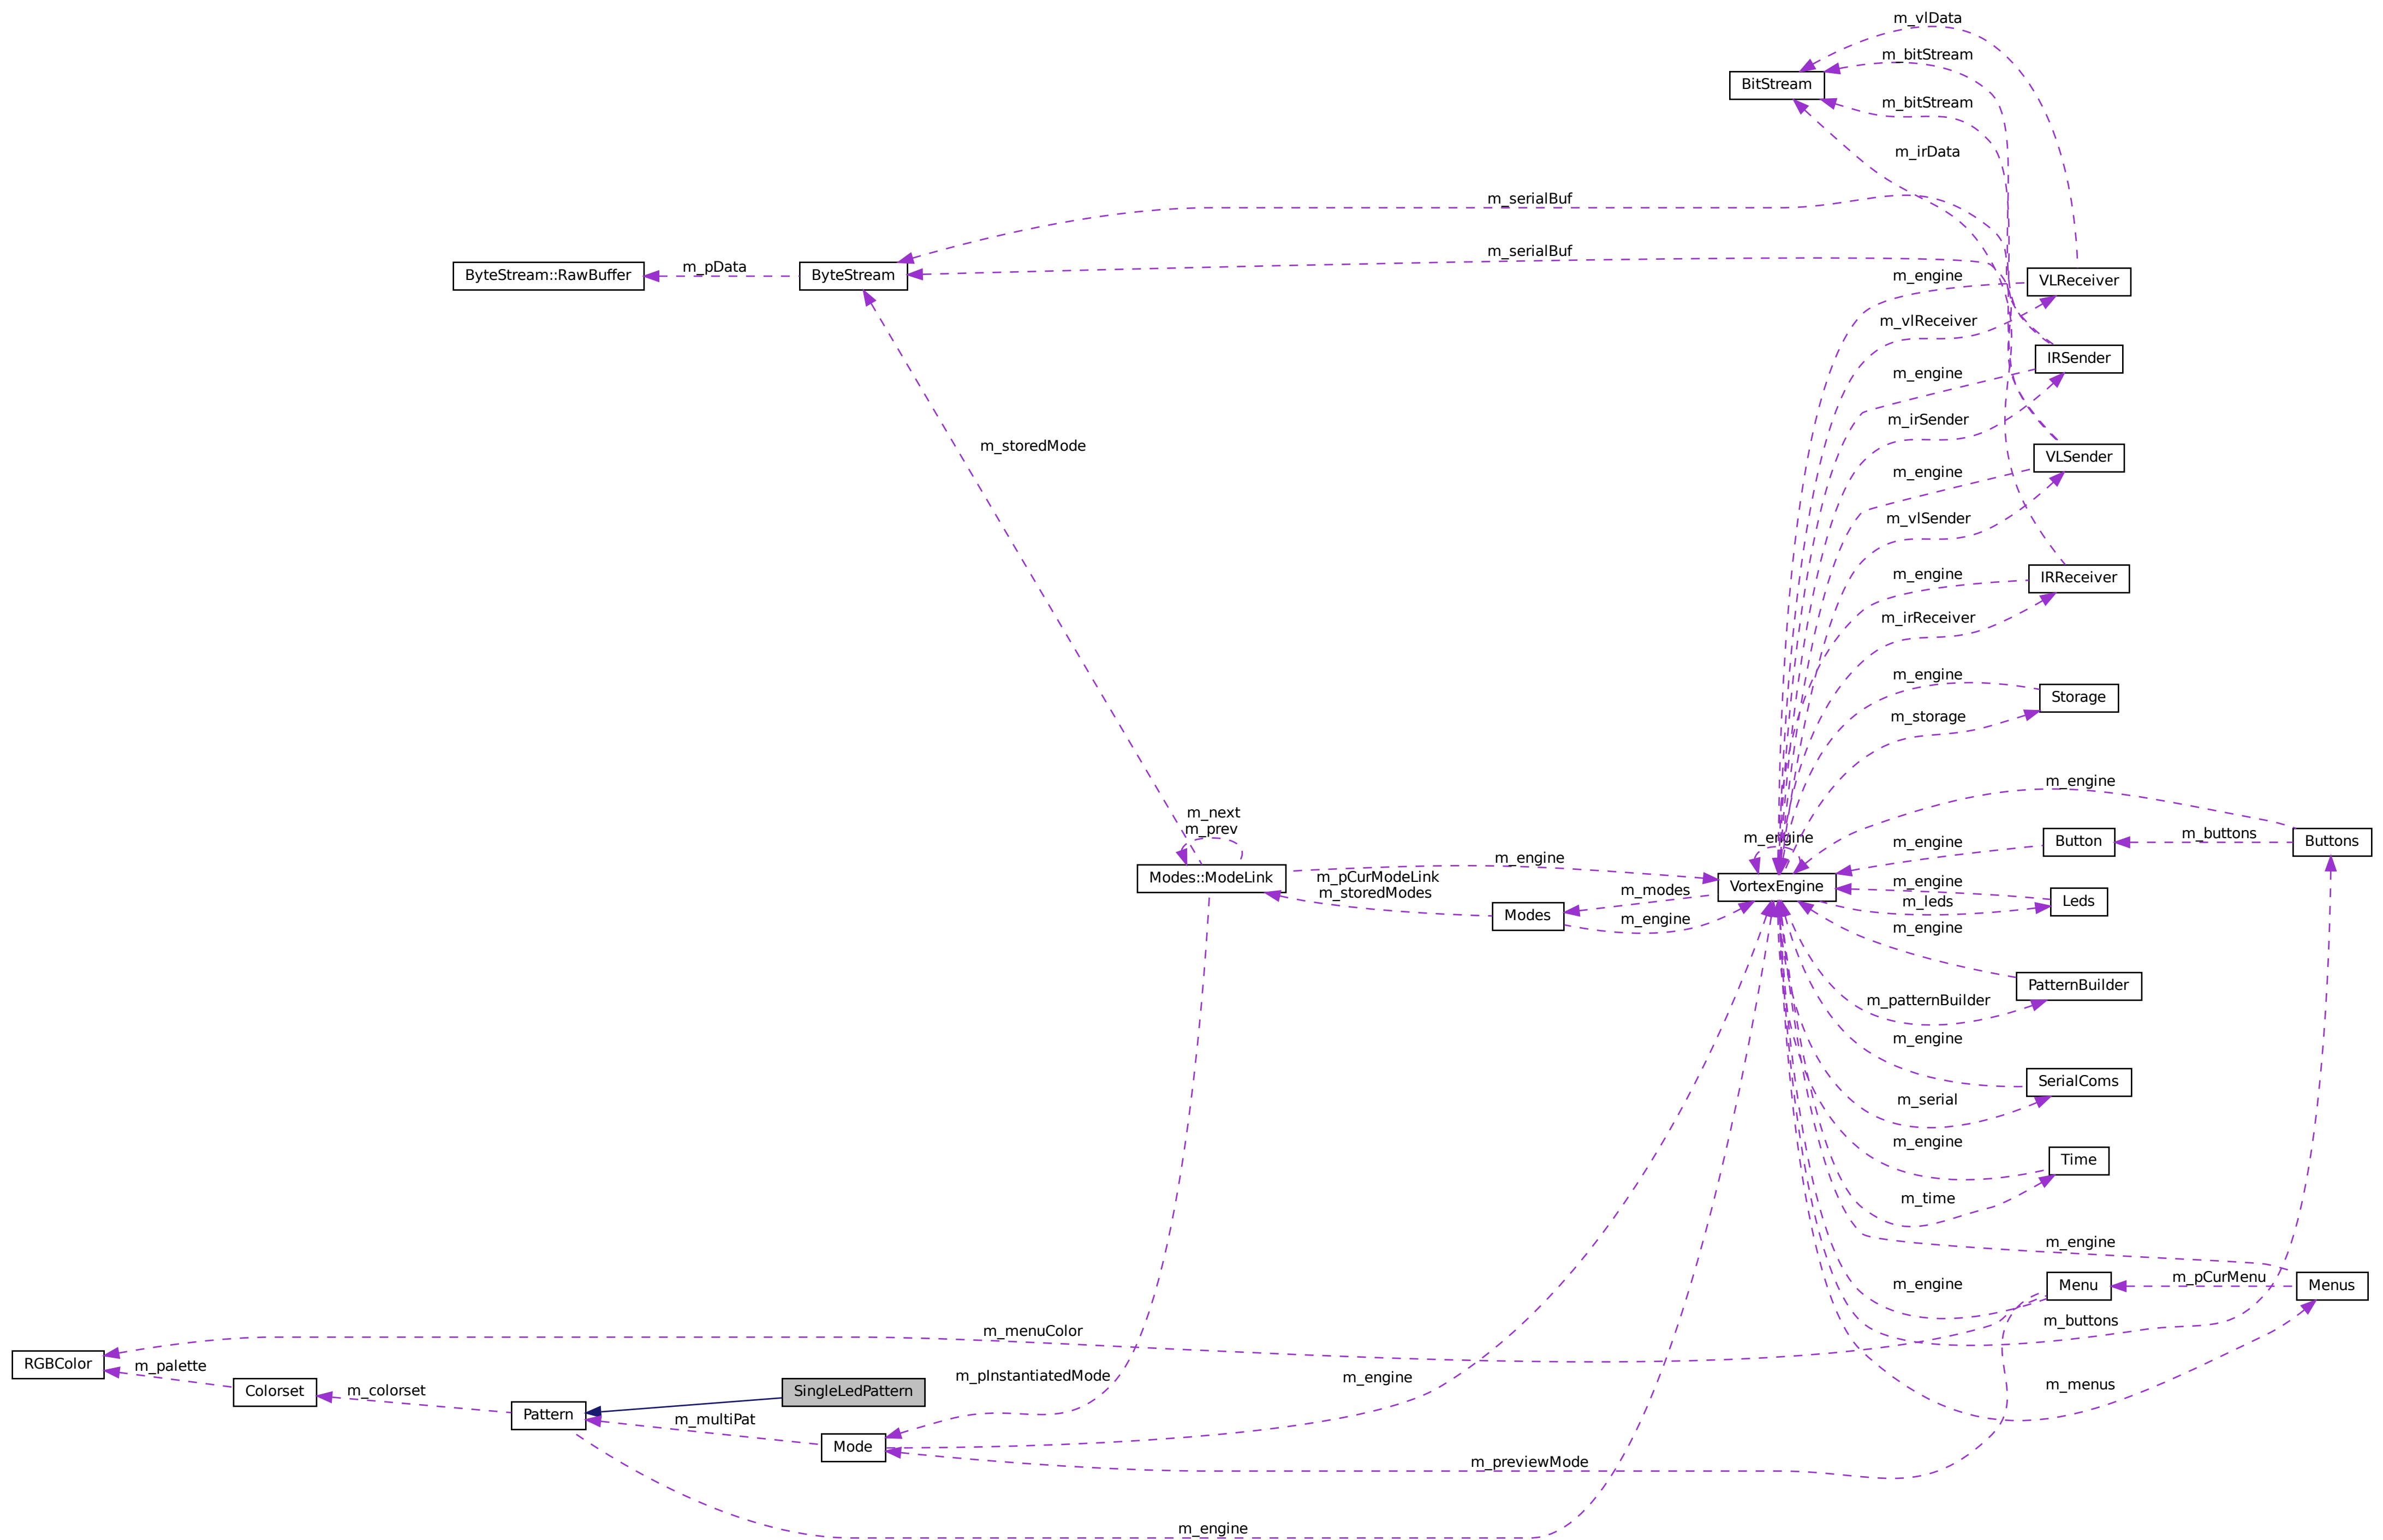 m_vlData
m_bitStream
BitStream
m_bitStream
m_irData
m_serialBuf
m_serialBuf
ByteStream::RawBuffer
m_pData
ByteStream
m_engine
VLReceiver
m_vlReceiver
IRSender
m_engine
m_irSender
m_storedMode
VLSender
m_engine
m_vlSender
m_engine
IRReceiver
m_irReceiver
m_engine
Storage
m_storage
m_engine
m_next
m_prev
m_engine
m_engine
Button
m_buttons
Buttons
m_engine
Modes::ModeLink
m_pCurModeLink
m_storedModes
m_modes
VortexEngine
m_engine
m_leds
Leds
Modes
m_engine
m_engine
PatternBuilder
m_patternBuilder
m_engine
SerialComs
m_serial
m_engine
Time
m_time
m_engine
m_engine
Menu
m_pCurMenu
Menus
m_buttons
m_menuColor
RGBColor
m_palette
Colorset
m_colorset
m_pInstantiatedMode
m_engine
m_menus
SingleLedPattern
Pattern
m_multiPat
Mode
m_previewMode
m_engine